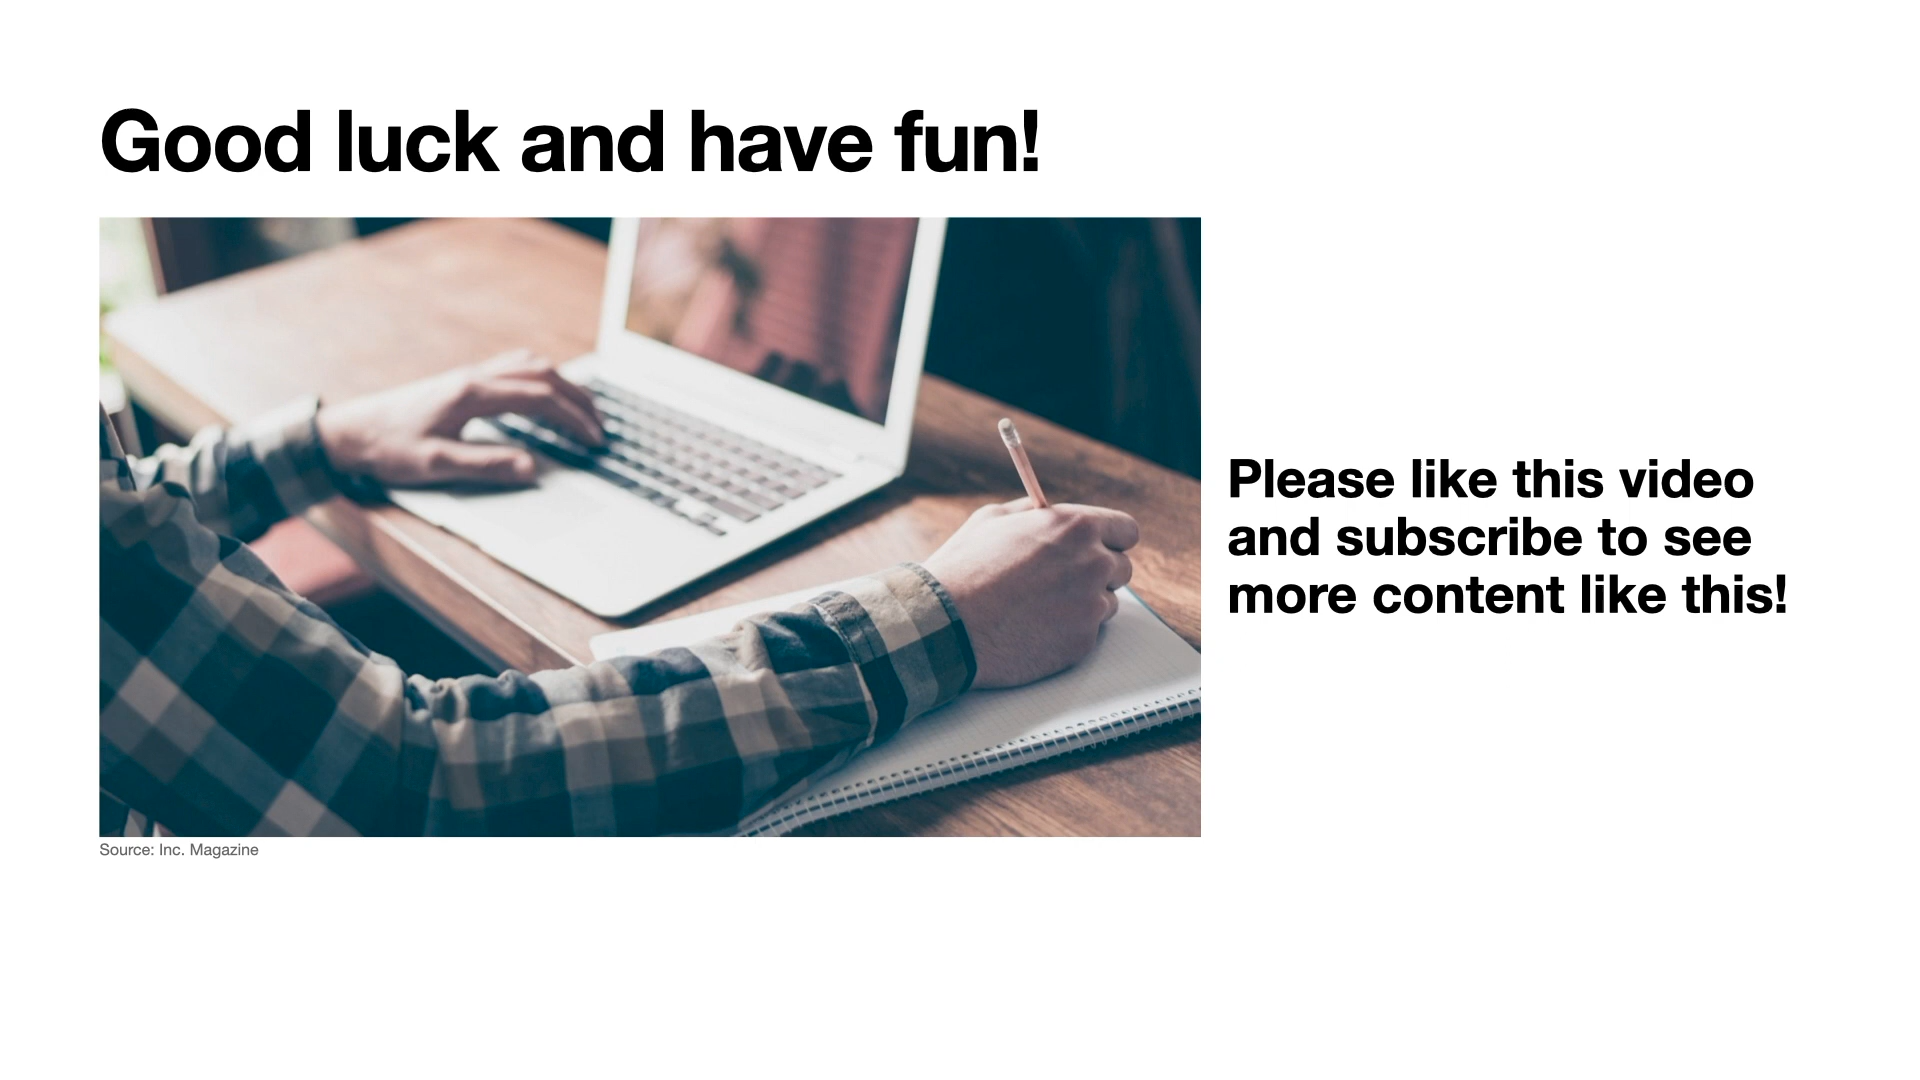 Good luck and have fun!
Please like this video
and subscribe to see
more content like this!
Source: Inc. Magazine